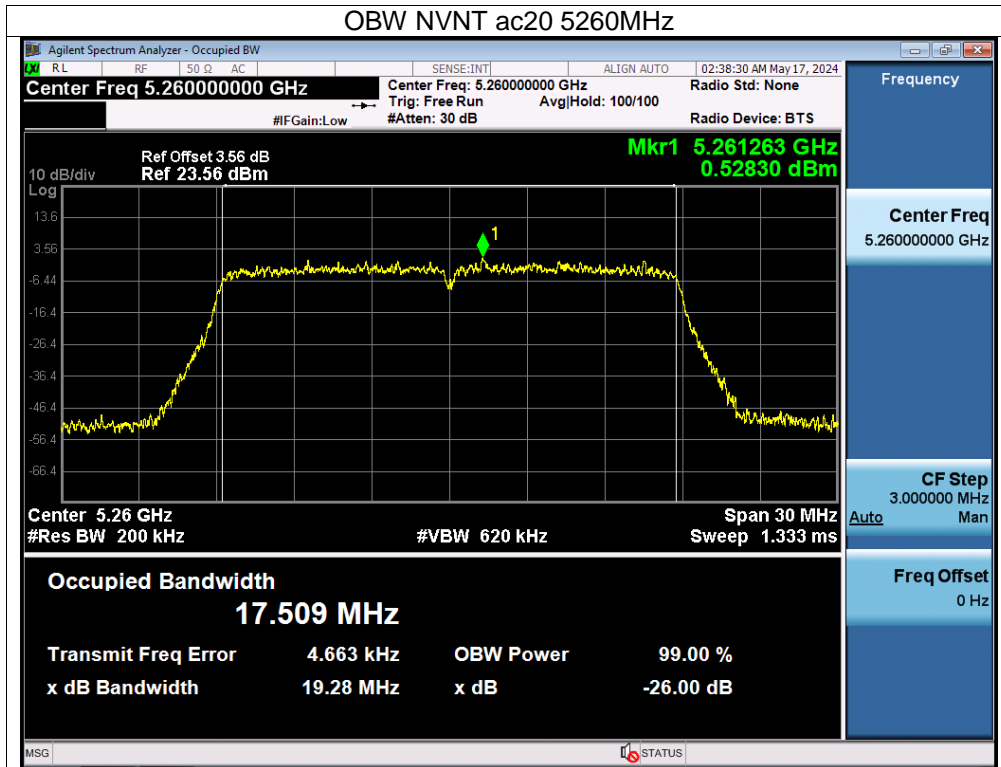 OBW NVNT ac20 5260MHz
Agilent Spectrum Analyzer - Occupied BW
LXI RL RF 50 Ω AC SENSE:INT ALIGN AUTO 02:38:30 AM May 17, 2024
Center Freq 5.260000000 GHz
Center Freq: 5.260000000 GHz
Radio Std: None
Trig: Free Run Avg|Hold: 100/100
#IFGain:Low
#Atten: 30 dB
Radio Device: BTS
Mkr1 5.261263 GHz
0.52830 dBm
Ref Offset 3.56 dB
10 dB/div Ref 23.56 dBm
Log
13.6
3.56
-6.44
-16.4
-26.4
-36.4
-46.4
-56.4
-66.4
1
Center 5.26 GHz Span 30 MHz
#Res BW 200 kHz #VBW 620 kHz Sweep 1.333 ms
Occupied Bandwidth
17.509 MHz
Transmit Freq Error 4.663 kHz OBW Power 99.00 %
x dB Bandwidth 19.28 MHz x dB -26.00 dB
MSG STATUS
Frequency
Center Freq
5.260000000 GHz
CF Step
3.000000 MHz
Auto Man
Freq Offset
0 Hz